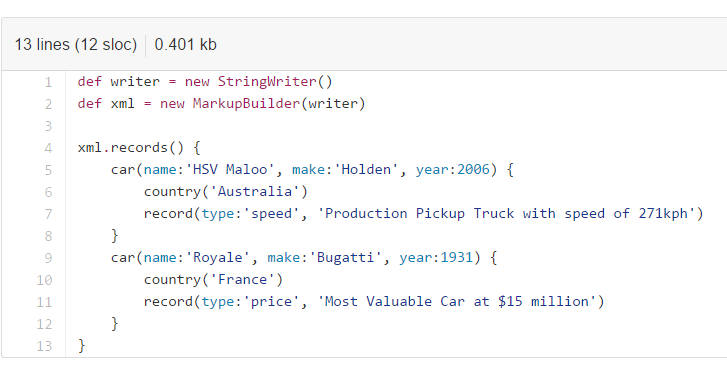 13 lines (12 sloc) 0.401 kb
1 def writer = new StringWriter()
2 def xml = new MarkupBuilder(writer)
3
4 xml.records() {
5     car(name:'HSV Maloo', make:'Holden', year:2006) {
6         country('Australia')
7         record(type:'speed', 'Production Pickup Truck with speed of 271kph')
8     }
9     car(name:'Royale', make:'Bugatti', year:1931) {
10         country('France')
11         record(type:'price', 'Most Valuable Car at $15 million')
12     }
13 }